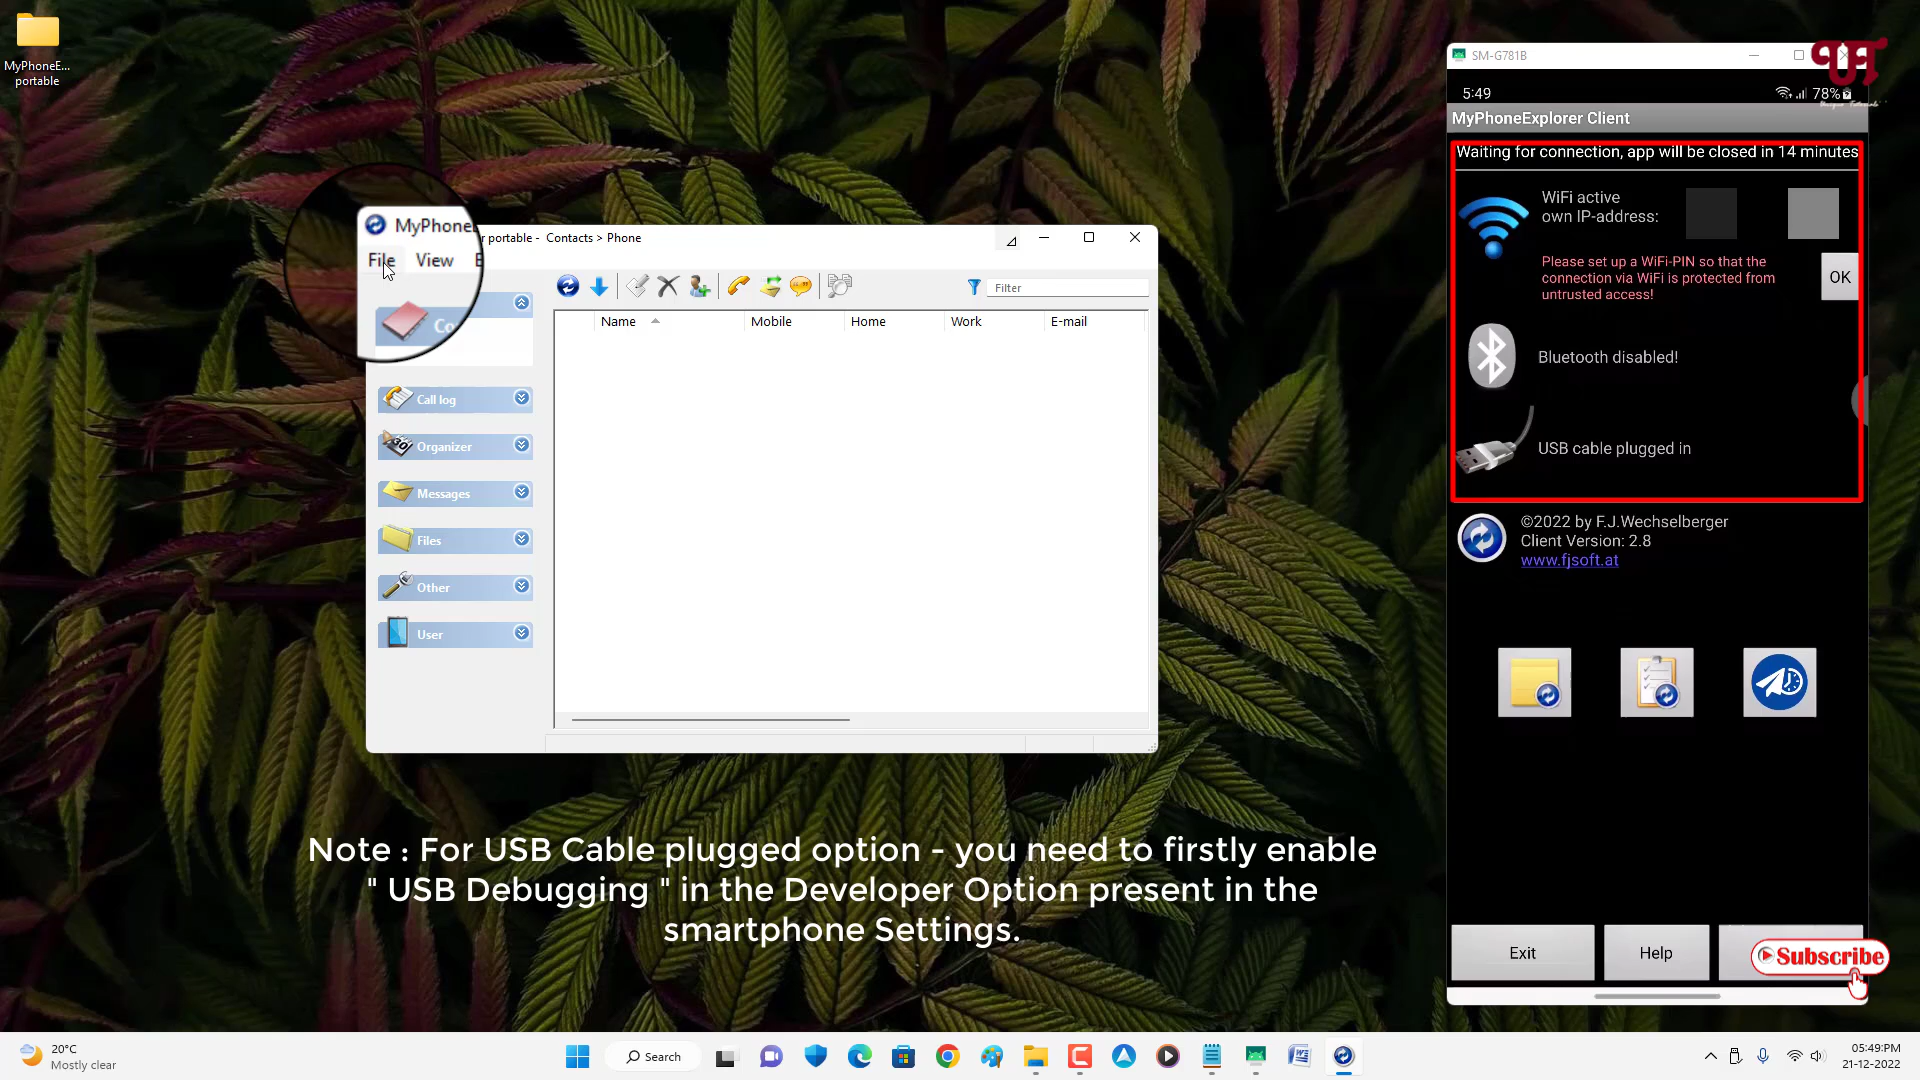 MyPhoneE...
portable
MyPhone
r portable - Contacts > Phone
File View E
Co
Filter
Name Mobile Home Work E-mail
Call log
Organizer
Messages
Files
Other
User
SM-G781B
UT
5:49 78%
MyPhoneExplorer Client
Waiting for connection, app will be closed in 14 minutes
WiFi active
own IP-address:
Please set up a WiFi-PIN so that the
connection via WiFi is protected from
untrusted access!
OK
Bluetooth disabled!
USB cable plugged in
©2022 by F.J.Wechselberger
Client Version: 2.8
www.fjsoft.at
Exit Help
Subscribe
Note : For USB Cable plugged option - you need to firstly enable
" USB Debugging " in the Developer Option present in the
smartphone Settings.
20°C
Mostly clear
Search
05:49:PM
21-12-2022